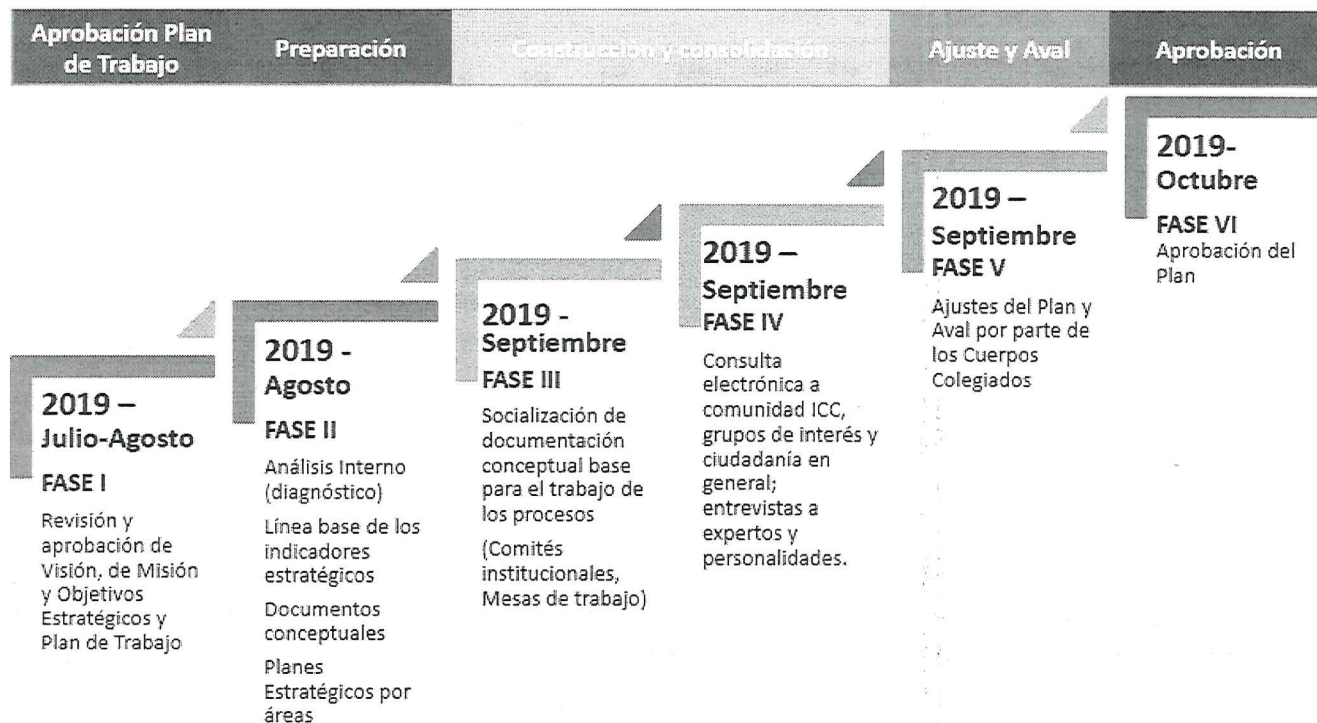 Aprobación Plan
de Trabajo
Preparación
Construcción y consolidación
Ajuste y Aval
Aprobación
2019 –
Julio-Agosto
FASE I
Revisión y
aprobación de
Visión, de Misión
y Objetivos
Estratégicos y
Plan de Trabajo
2019 -
Agosto
FASE II
Análisis Interno
(diagnóstico)
Línea base de los
indicadores
estratégicos
Documentos
conceptuales
Planes
Estratégicos por
áreas
2019 -
Septiembre
FASE III
Socialización de
documentación
conceptual base
para el trabajo de
los procesos
(Comités
institucionales,
Mesas de trabajo)
2019 –
Septiembre
FASE IV
Consulta
electrónica a
comunidad ICC,
grupos de interés y
ciudadanía en
general;
entrevistas a
expertos y
personalidades.
2019 –
Septiembre
FASE V
Ajustes del Plan y
Aval por parte de
los Cuerpos
Colegiados
2019-
Octubre
FASE VI
Aprobación del
Plan